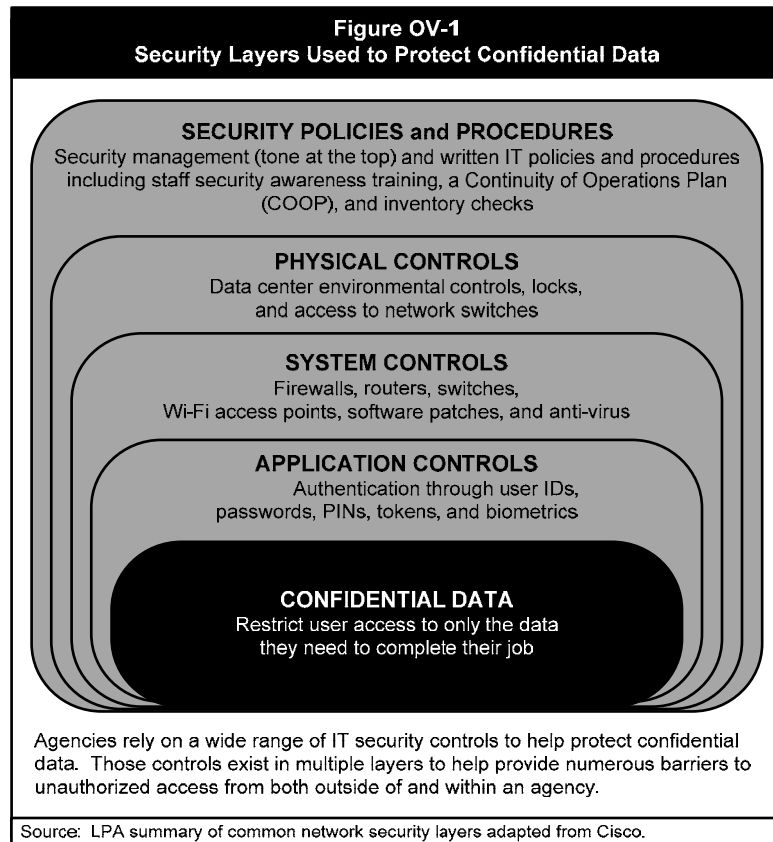 Figure OV-1
Security Layers Used to Protect Confidential Data
SECURITY POLICIES and PROCEDURES
Security management (tone at the top) and written IT policies and procedures
including staff security awareness training, a Continuity of Operations Plan
(COOP), and inventory checks
PHYSICAL CONTROLS
Data center environmental controls, locks,
and access to network switches
SYSTEM CONTROLS
Firewalls, routers, switches,
Wi-Fi access points, software patches, and anti-virus
APPLICATION CONTROLS
Authentication through user IDs,
passwords, PINs, tokens, and biometrics
CONFIDENTIAL DATA
Restrict user access to only the data
they need to complete their job
Agencies rely on a wide range of IT security controls to help protect confidential
data.  Those controls exist in multiple layers to help provide numerous barriers to
unauthorized access from both outside of and within an agency.
Source:  LPA summary of common network security layers adapted from Cisco.